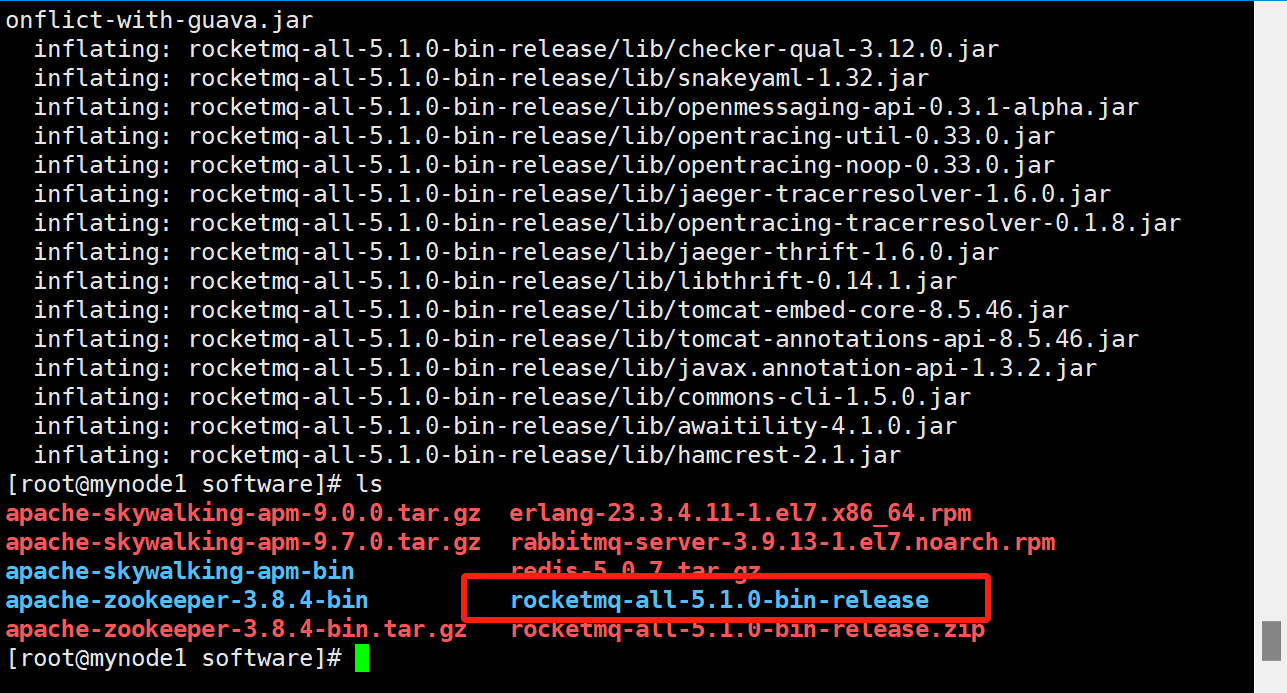 onflict-with-guava.jar
  inflating: rocketmq-all-5.1.0-bin-release/lib/checker-qual-3.12.0.jar
  inflating: rocketmq-all-5.1.0-bin-release/lib/snakeyaml-1.32.jar
  inflating: rocketmq-all-5.1.0-bin-release/lib/openmessaging-api-0.3.1-alpha.jar
  inflating: rocketmq-all-5.1.0-bin-release/lib/opentracing-util-0.33.0.jar
  inflating: rocketmq-all-5.1.0-bin-release/lib/opentracing-noop-0.33.0.jar
  inflating: rocketmq-all-5.1.0-bin-release/lib/jaeger-tracerresolver-1.6.0.jar
  inflating: rocketmq-all-5.1.0-bin-release/lib/opentracing-tracerresolver-0.1.8.jar
  inflating: rocketmq-all-5.1.0-bin-release/lib/jaeger-thrift-1.6.0.jar
  inflating: rocketmq-all-5.1.0-bin-release/lib/libthrift-0.14.1.jar
  inflating: rocketmq-all-5.1.0-bin-release/lib/tomcat-embed-core-8.5.46.jar
  inflating: rocketmq-all-5.1.0-bin-release/lib/tomcat-annotations-api-8.5.46.jar
  inflating: rocketmq-all-5.1.0-bin-release/lib/javax.annotation-api-1.3.2.jar
  inflating: rocketmq-all-5.1.0-bin-release/lib/commons-cli-1.5.0.jar
  inflating: rocketmq-all-5.1.0-bin-release/lib/awaitility-4.1.0.jar
  inflating: rocketmq-all-5.1.0-bin-release/lib/hamcrest-2.1.jar
[root@mynode1 software]# ls
apache-skywalking-apm-9.0.0.tar.gz  erlang-23.3.4.11-1.el7.x86_64.rpm
apache-skywalking-apm-9.7.0.tar.gz  rabbitmq-server-3.9.13-1.el7.noarch.rpm
apache-skywalking-apm-bin           redis-5.0.7.tar.gz
apache-zookeeper-3.8.4-bin          rocketmq-all-5.1.0-bin-release
apache-zookeeper-3.8.4-bin.tar.gz   rocketmq-all-5.1.0-bin-release.zip
[root@mynode1 software]#